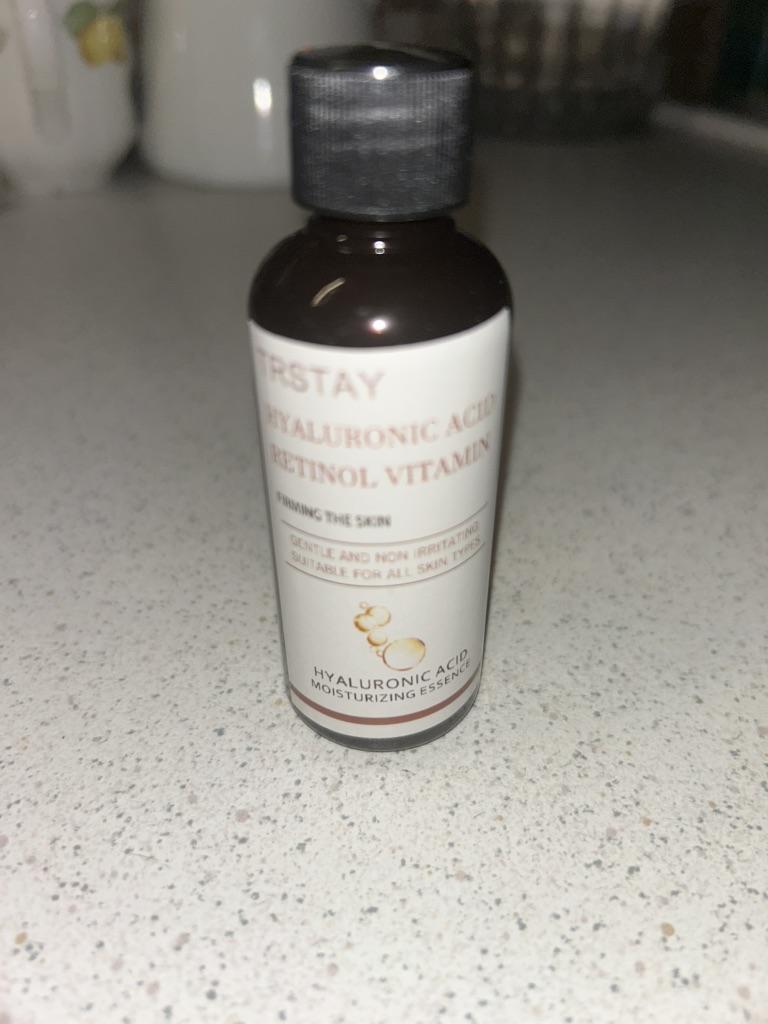 TRSTAY
HYALURONIC ACID
RETINOL VITAMIN
FIRMING THE SKIN
GENTLE AND NON IRRITATING
SUITABLE FOR ALL SKIN TYPES
HYALURONIC ACID
MOISTURIZING ESSENCE